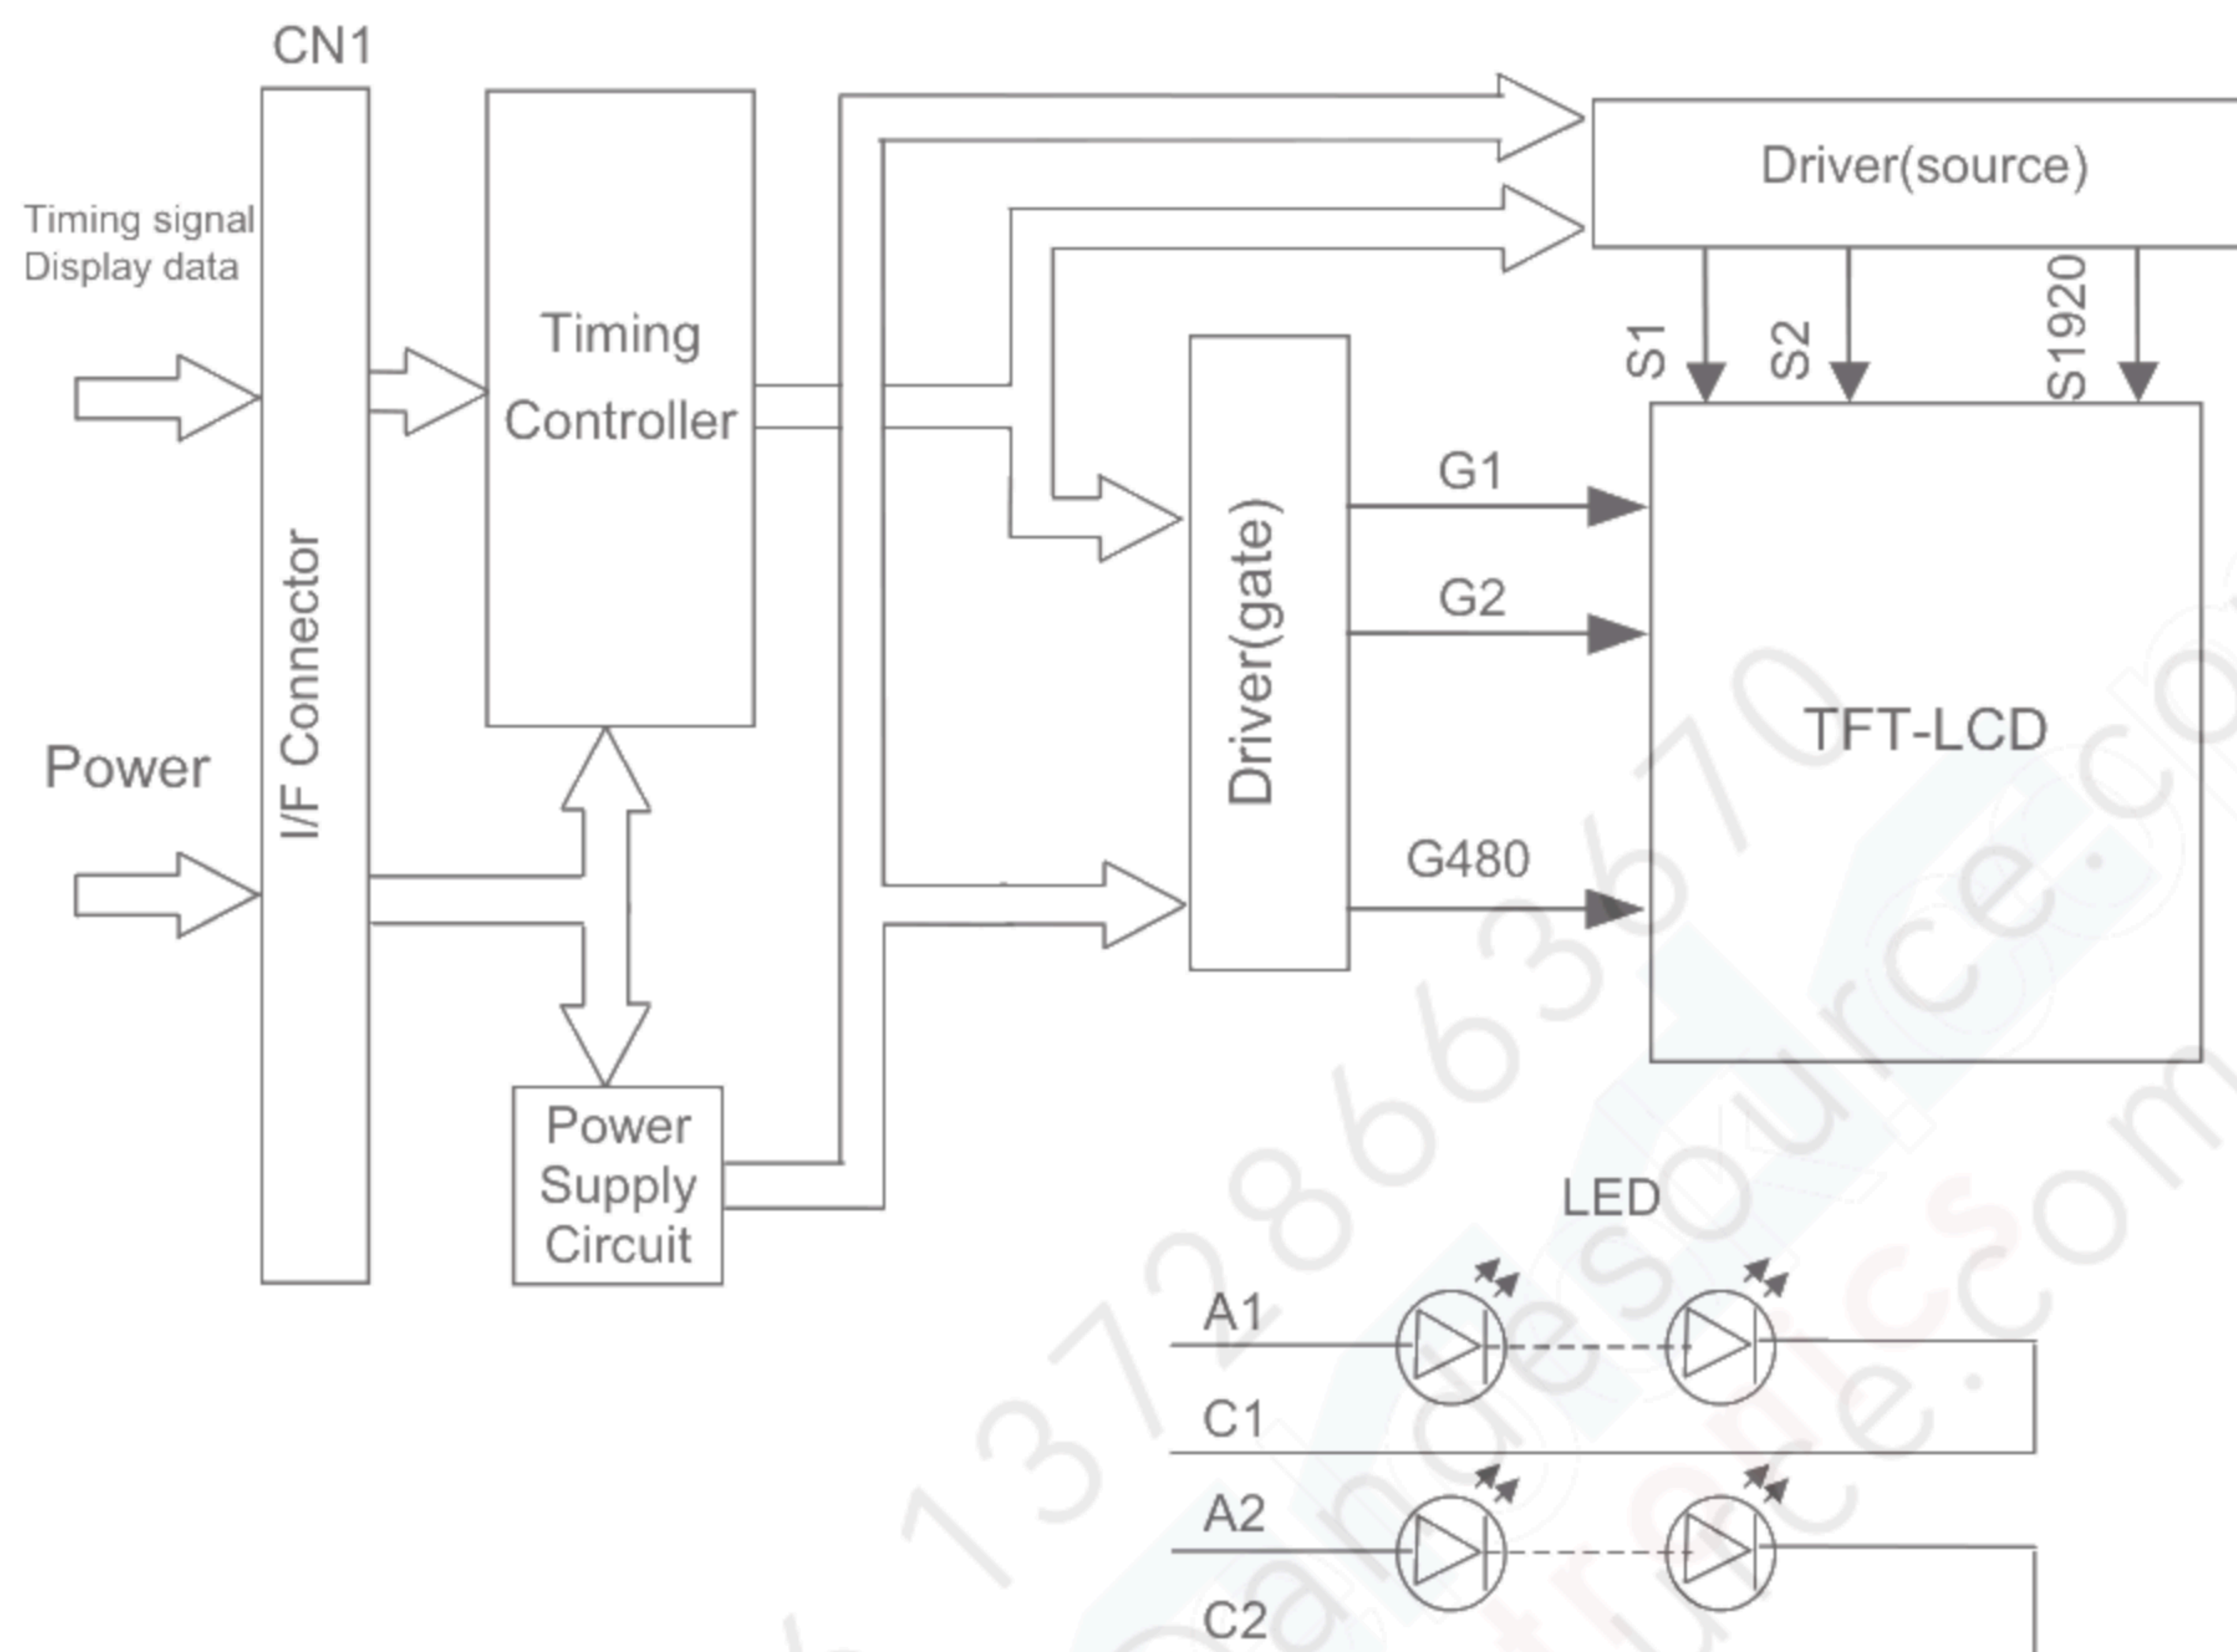 CN1
Timing signal
Display data
Power
I/F Connector
Timing
Controller
Power
Supply
Circuit
Driver(source)
S1
S2
S1920
Driver(gate)
G1
G2
G480
TFT-LCD
LED
A1
C1
A2
C2
13728663670